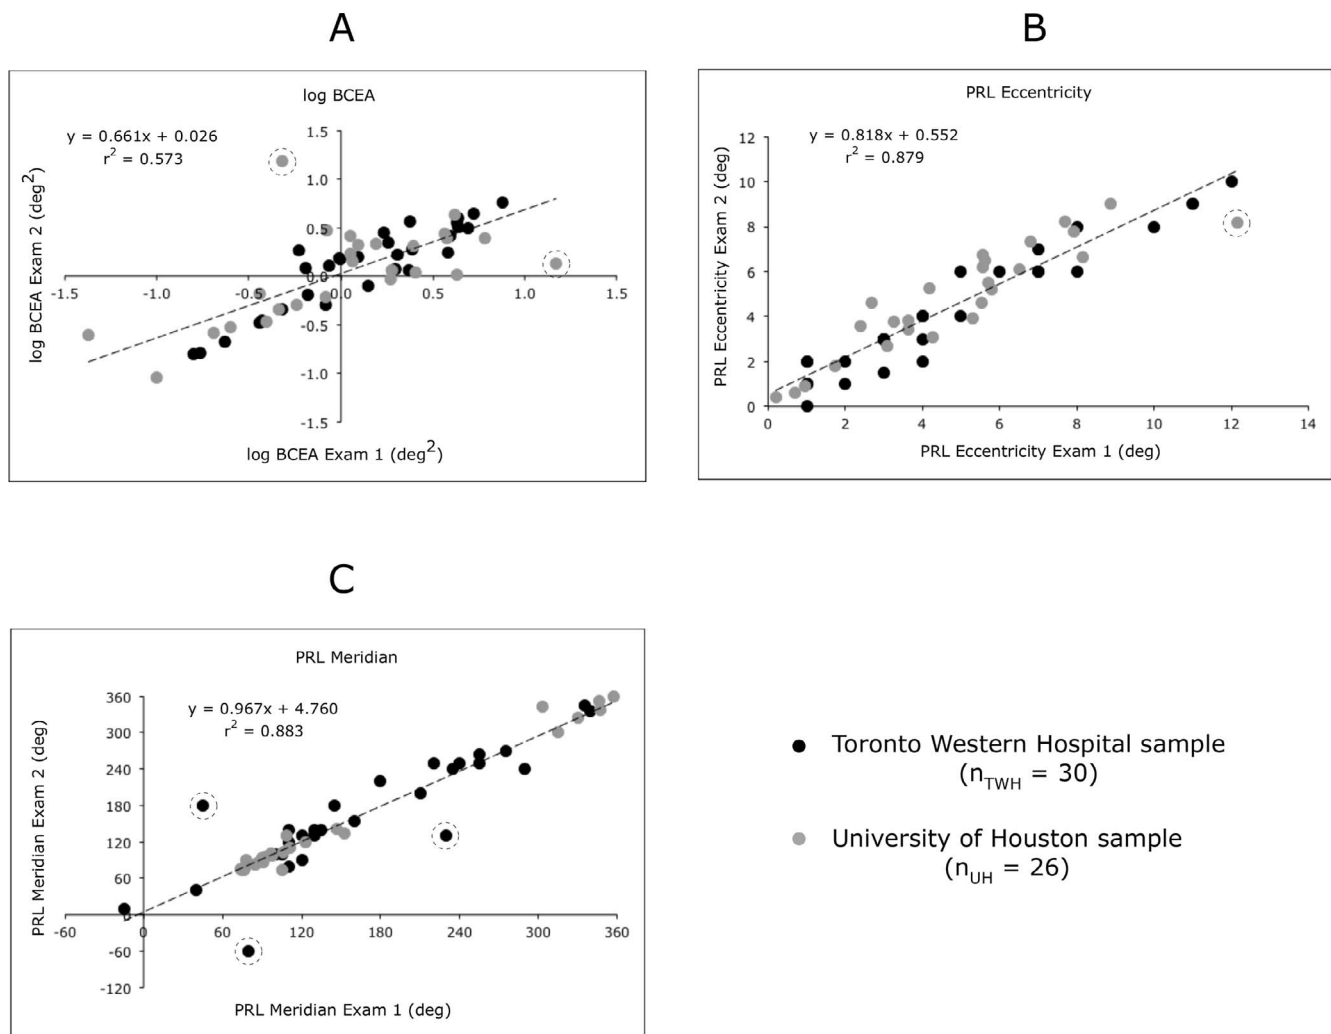 A
log BCEA
y = 0.661x + 0.026
r² = 0.573
log BCEA Exam 2 (deg²)
1.5
1.0
0.5
0.0
-0.5
-1.0
-1.5
-1.5 -1.0 -0.5 0.0 0.5 1.0 1.5
log BCEA Exam 1 (deg²)
B
PRL Eccentricity
y = 0.818x + 0.552
r² = 0.879
PRL Eccentricity Exam 2 (deg)
12
10
8
6
4
2
0
0 2 4 6 8 10 12 14
PRL Eccentricity Exam 1 (deg)
C
PRL Meridian
y = 0.967x + 4.760
r² = 0.883
PRL Meridian Exam 2 (deg)
360
300
240
180
120
60
0
-60
-120
-60 0 60 120 180 240 300 360
PRL Meridian Exam 1 (deg)
Toronto Western Hospital sample
(nTWH = 30)
University of Houston sample
(nUH = 26)